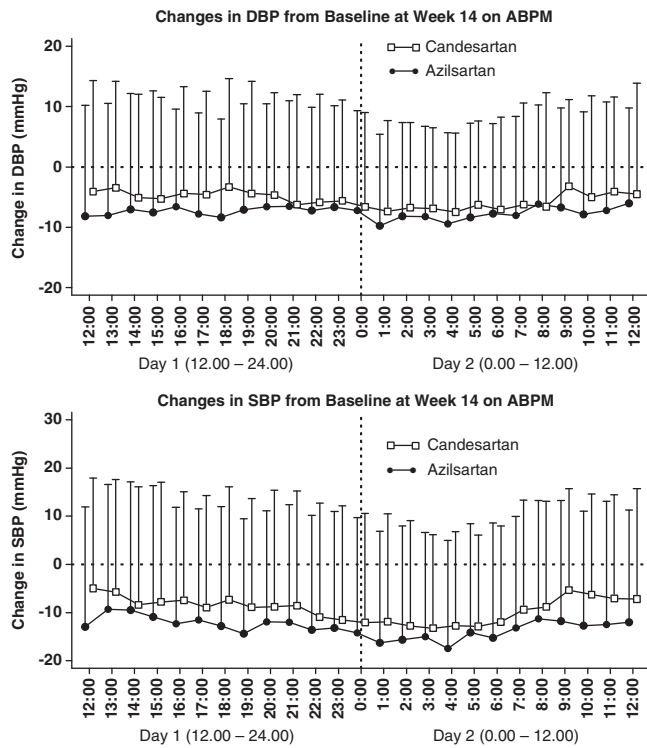 Changes in DBP from Baseline at Week 14 on ABPM
Change in DBP (mmHg)
20
10
0
-10
-20
Candesartan
Azilsartan
12:00 13:00 14:00 15:00 16:00 17:00 18:00 19:00 20:00 21:00 22:00 23:00 0:00 1:00 2:00 3:00 4:00 5:00 6:00 7:00 8:00 9:00 10:00 11:00 12:00
Day 1 (12.00 – 24.00) Day 2 (0.00 – 12.00)
Changes in SBP from Baseline at Week 14 on ABPM
Change in SBP (mmHg)
30
20
10
0
-10
-20
Candesartan
Azilsartan
12:00 13:00 14:00 15:00 16:00 17:00 18:00 19:00 20:00 21:00 22:00 23:00 0:00 1:00 2:00 3:00 4:00 5:00 6:00 7:00 8:00 9:00 10:00 11:00 12:00
Day 1 (12.00 – 24.00) Day 2 (0.00 – 12.00)